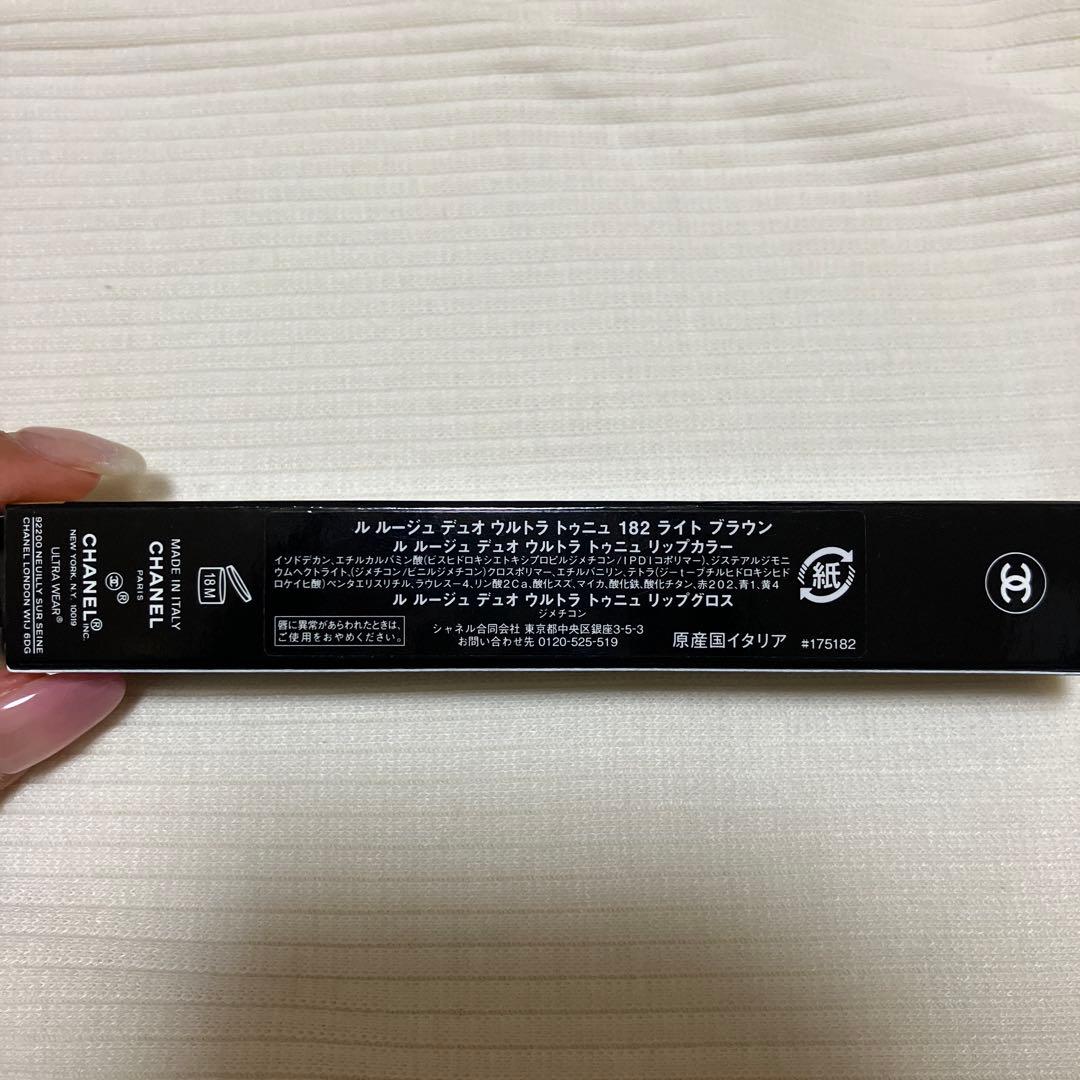 ル ルージュ デュオ ウルトラ トゥニュ 182 ライト ブラウン
ル ルージュ デュオ ウルトラ トゥニュ リップカラー
イソドデカン、エチルカルバミン酸(ビスヒドロキシエトキシプロピルジメチコン/IPDIコポリマー)、ジステアルジモニ
ウムヘクトライト、(ジメチコン/ビニルジメチコン)クロスポリマー、エチルバニリン、テトラ(ジーtーブチルヒドロキシヒド
ロケイヒ酸)ペンタエリスリチル、ラウレスー4、リン酸2Ca、酸化スズ、マイカ、酸化鉄、酸化チタン、赤202、青1、黄4
ル ルージュ デュオ ウルトラ トゥニュ リップグロス
ジメチコン
唇に異常があらわれたときは、
ご使用をおやめください。
シャネル合同会社 東京都中央区銀座3-5-3
お問い合わせ先 0120-525-519
原産国イタリア
#175182
紙
18M
MADE IN ITALY
CHANEL
PARIS
®
CHANEL® INC.
NEW YORK, N.Y. 10019
ULTRA WEAR®
92200 NEUILLY SUR SEINE
CHANEL LONDON W1J 6DG